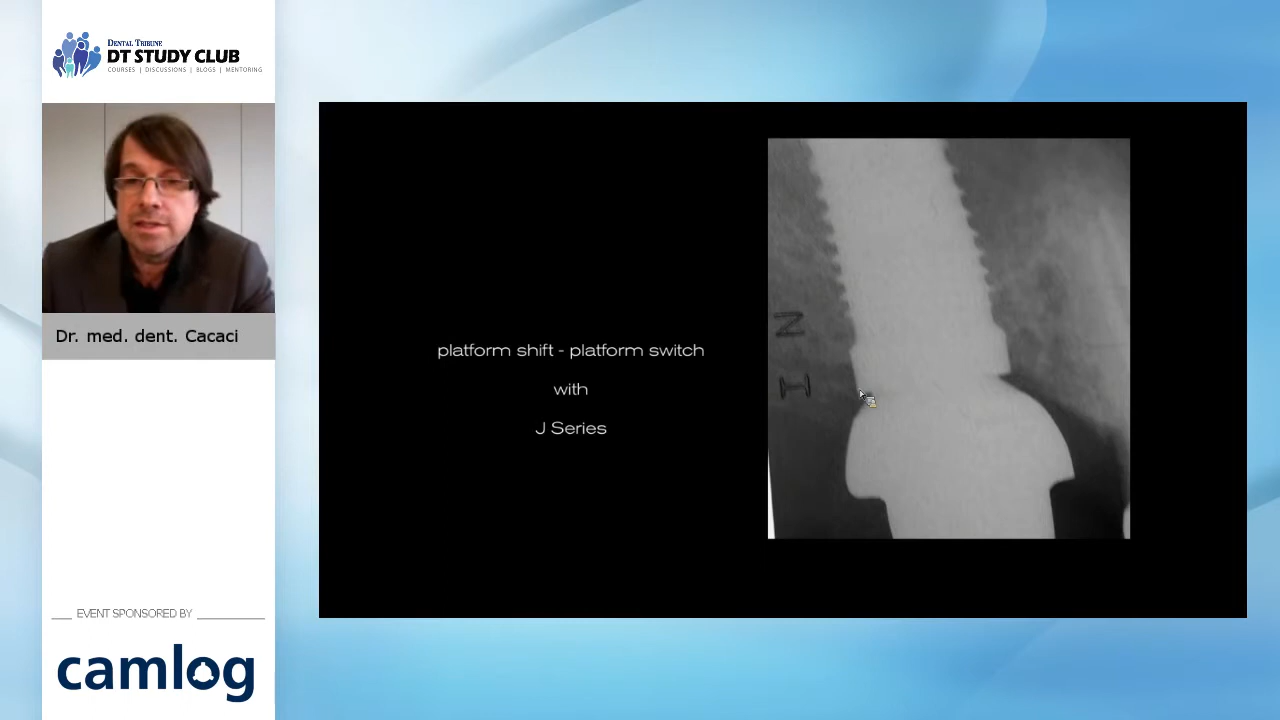 DENTAL TRIBUNE
DT STUDY CLUB
COURSES | DISCUSSIONS | BLOGS | MENTORING
Dr. med. dent. Cacaci
EVENT SPONSORED BY
camlog
platform shift - platform switch
with
J Series
N
H